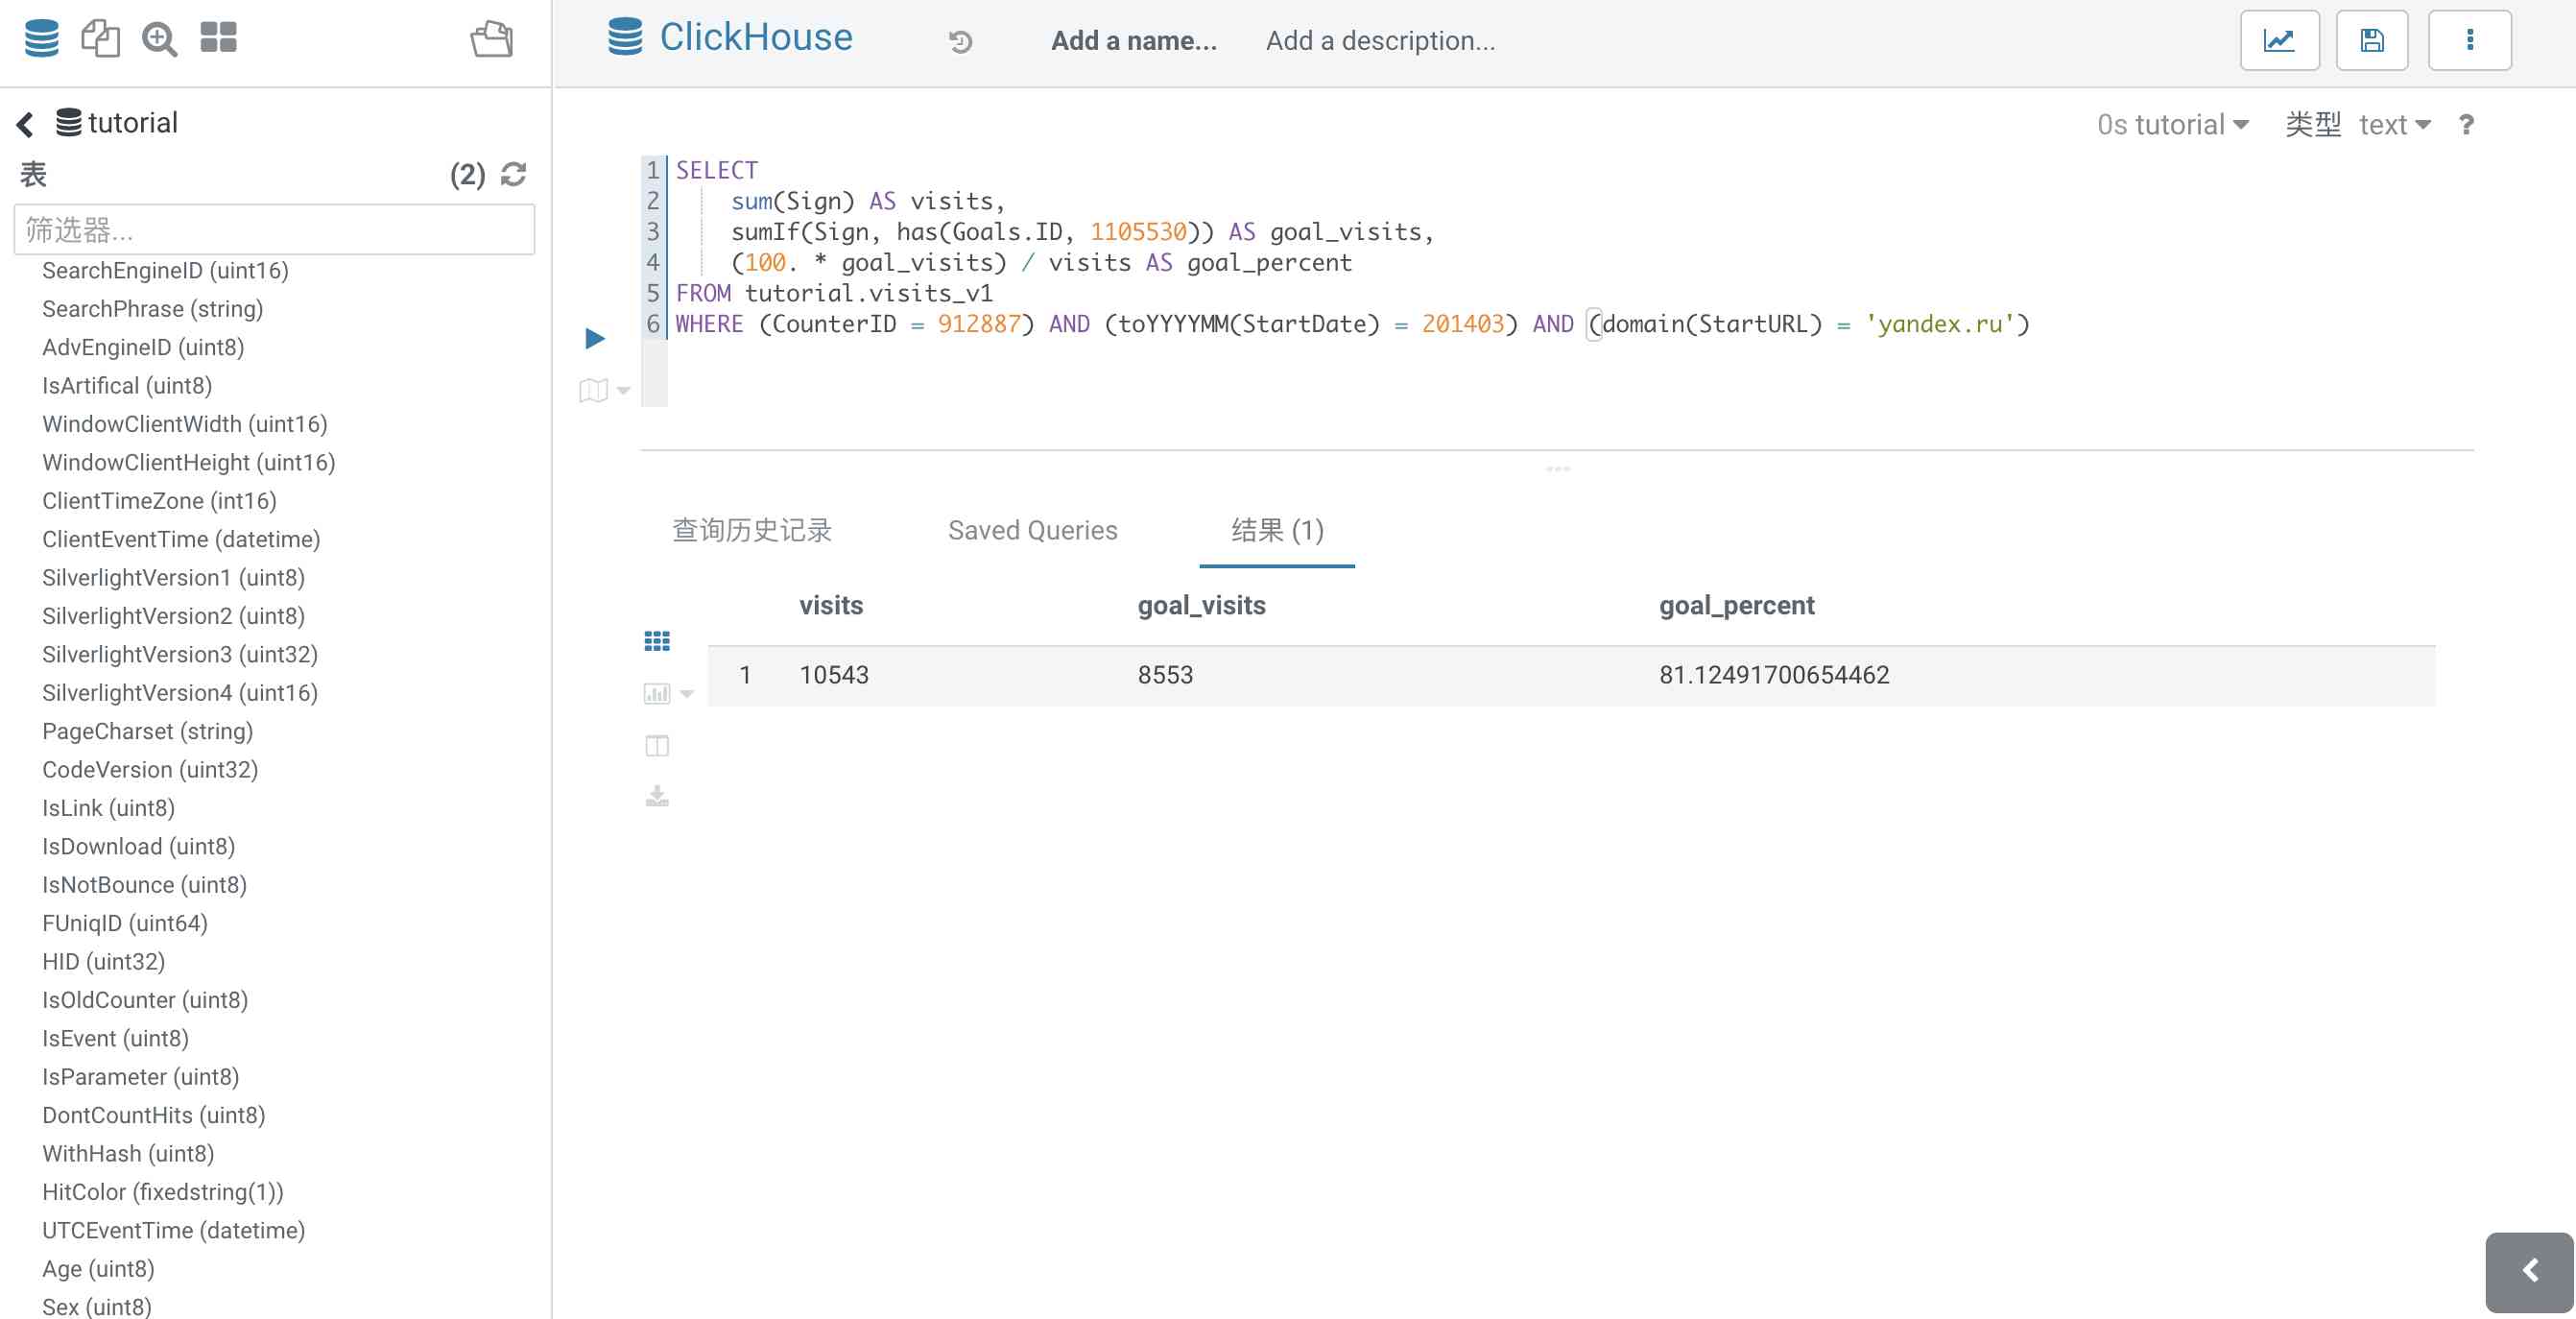 ClickHouse
Add a name...
Add a description...
tutorial
表
(2)
筛选器...
SearchEngineID (uint16)
SearchPhrase (string)
AdvEngineID (uint8)
IsArtifical (uint8)
WindowClientWidth (uint16)
WindowClientHeight (uint16)
ClientTimeZone (int16)
ClientEventTime (datetime)
SilverlightVersion1 (uint8)
SilverlightVersion2 (uint8)
SilverlightVersion3 (uint32)
SilverlightVersion4 (uint16)
PageCharset (string)
CodeVersion (uint32)
IsLink (uint8)
IsDownload (uint8)
IsNotBounce (uint8)
FUniqID (uint64)
HID (uint32)
IsOldCounter (uint8)
IsEvent (uint8)
IsParameter (uint8)
DontCountHits (uint8)
WithHash (uint8)
HitColor (fixedstring(1))
UTCEventTime (datetime)
Age (uint8)
Sex (uint8)
0s tutorial 类型 text ?
1 SELECT
2 sum(Sign) AS visits,
3 sumIf(Sign, has(Goals.ID, 1105530)) AS goal_visits,
4 (100. * goal_visits) / visits AS goal_percent
5 FROM tutorial.visits_v1
6 WHERE (CounterID = 912887) AND (toYYYYMM(StartDate) = 201403) AND (domain(StartURL) = 'yandex.ru')
查询历史记录 Saved Queries 结果 (1)
visits goal_visits goal_percent
1 10543 8553 81.12491700654462